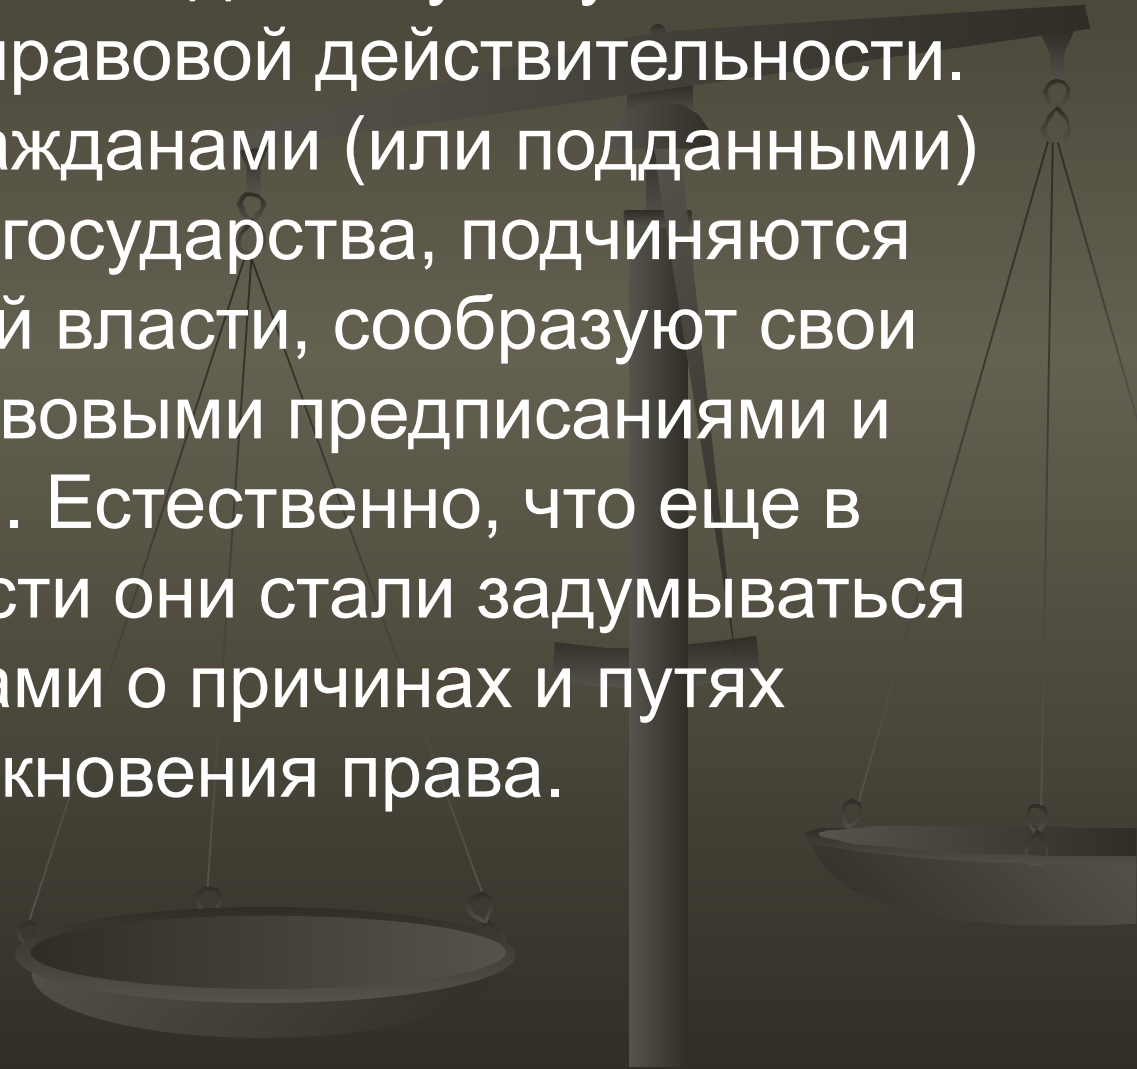 правовой действительности.
ажданами (или подданными)
государства, подчиняются
й власти, сообразуют свои
вовыми предписаниями и
. Естественно, что еще в
сти они стали задумываться
ами о причинах и путях
кновения права.